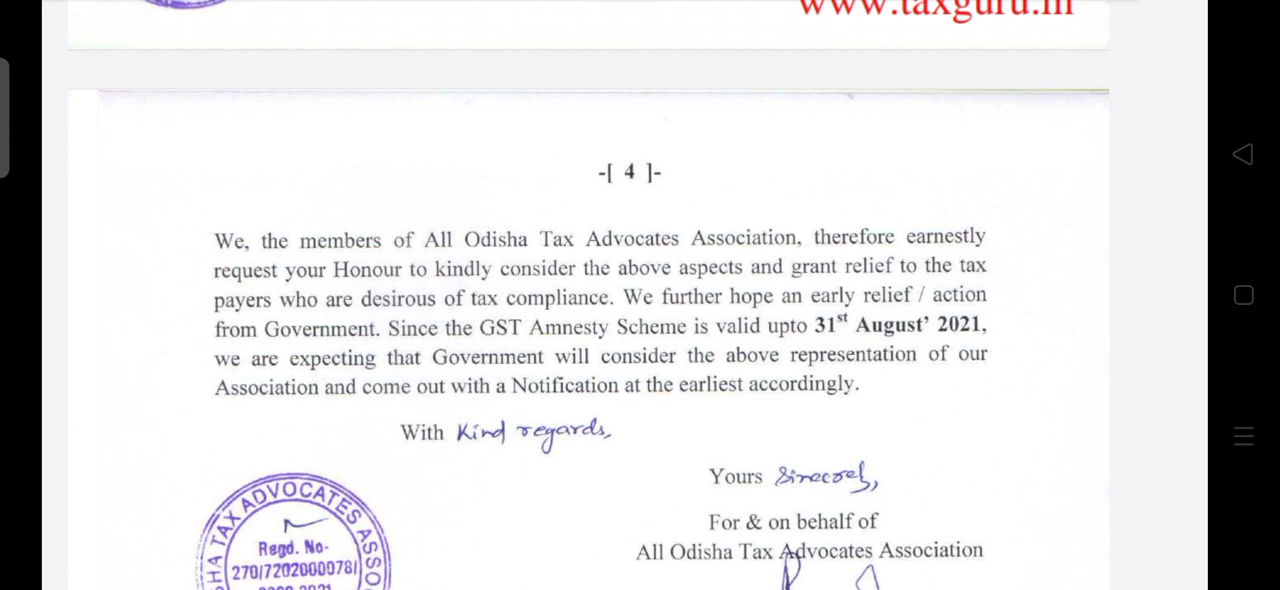 www.taxguru.in
-[ 4 ]-
We, the members of All Odisha Tax Advocates Association, therefore earnestly
request your Honour to kindly consider the above aspects and grant relief to the tax
payers who are desirous of tax compliance. We further hope an early relief / action
from Government. Since the GST Amnesty Scheme is valid upto 31st August’ 2021,
we are expecting that Government will consider the above representation of our
Association and come out with a Notification at the earliest accordingly.
With Kind regards,
Yours
For & on behalf of
All Odisha Tax Advocates Association
TAX ADVOCATES
Regd. No-